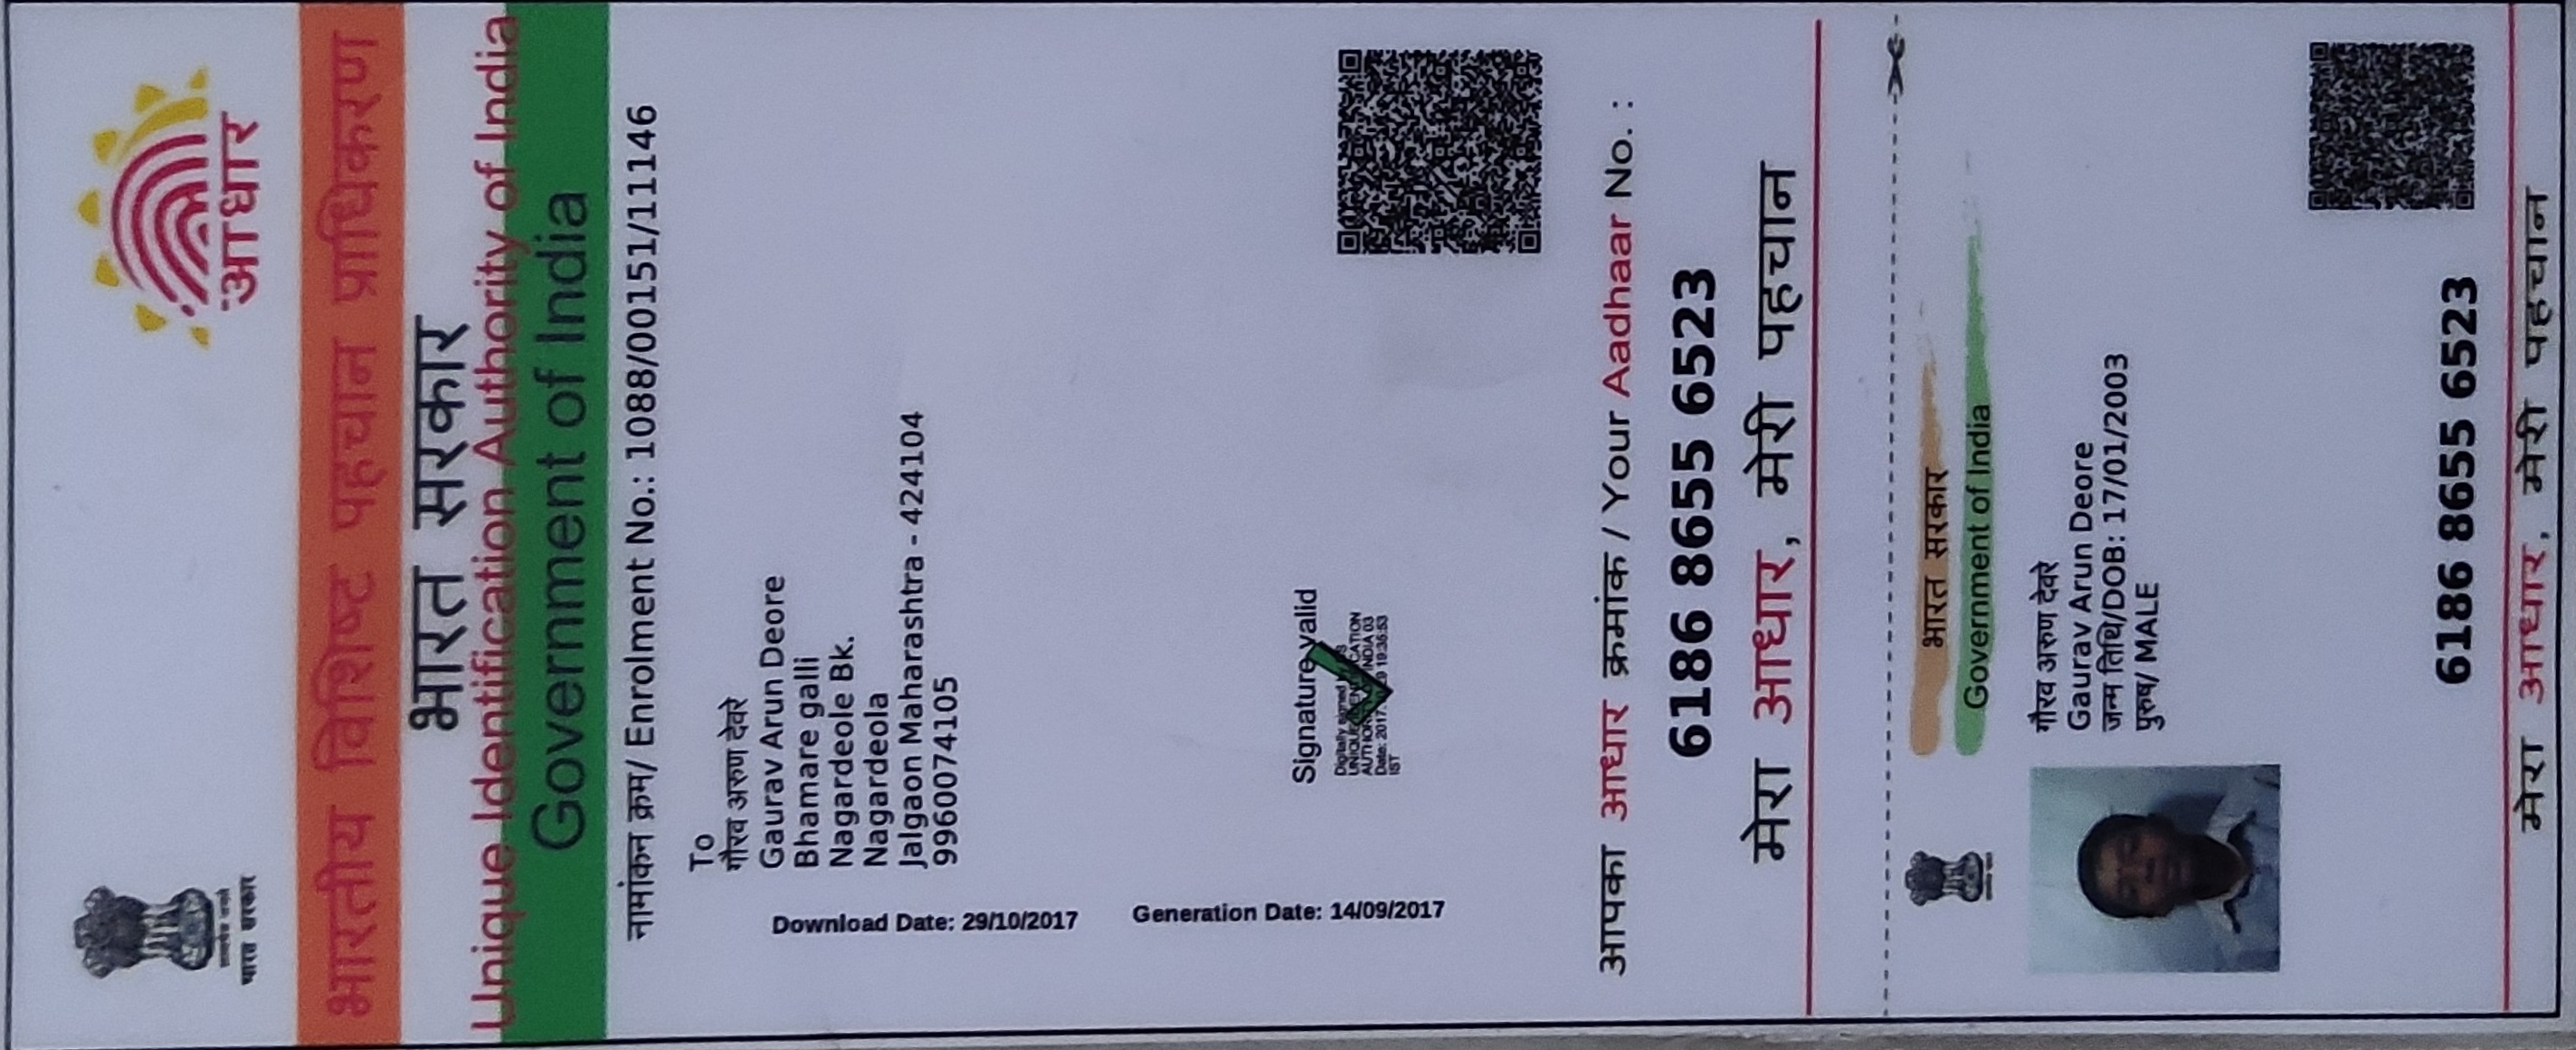 सत्यमेव जयते
भारत सरकार
आधार
भारतीय विशिष्ट पहचान प्राधिकरण
भारत सरकार
Unique Identification Authority of India
Government of India
नामांकन क्रम/ Enrolment No.: 1088/00151/11146
To
गौरव अरुण देवरे
Gaurav Arun Deore
Bhamare galli
Nagardeole Bk.
Nagardeola
Jalgaon Maharashtra - 424104
9960074105
Download Date: 29/10/2017
Generation Date: 14/09/2017
Signature valid
Digitally signed by
UNIQUE IDENTIFICATION
AUTHORITY OF INDIA 03
Date: 2017.10.29 19:35:53
IST
आपका आधार क्रमांक / Your Aadhaar No. :
6186 8655 6523
मेरा आधार, मेरी पहचान
भारत सरकार
Government of India
गौरव अरुण देवरे
Gaurav Arun Deore
जन्म तिथि/DOB: 17/01/2003
पुरुष/ MALE
6186 8655 6523
मेरा आधार, मेरी पहचान